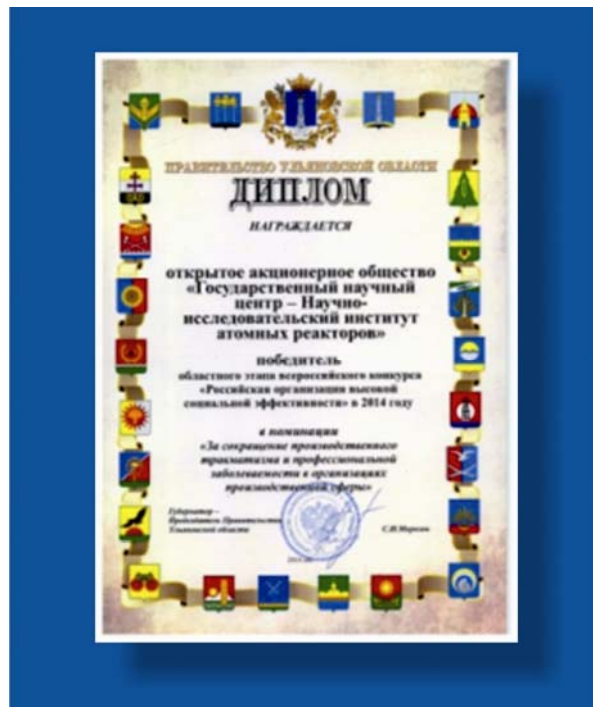 ПРАВИТЕЛЬСТВО УЛЬЯНОВСКОЙ ОБЛАСТИ
ДИПЛОМ
НАГРАЖДАЕТСЯ
открытое акционерное общество
«Государственный научный
центр – Научно-
исследовательский институт
атомных реакторов»
победитель
областного этапа всероссийского конкурса
«Российская организация высокой
социальной эффективности» в 2014 году
в номинации
«За сокращение производственного
травматизма и профессиональной
заболеваемости в организациях
производственной сферы»
Губернатор –
Председатель Правительства
Ульяновской области
С.И.Морозов